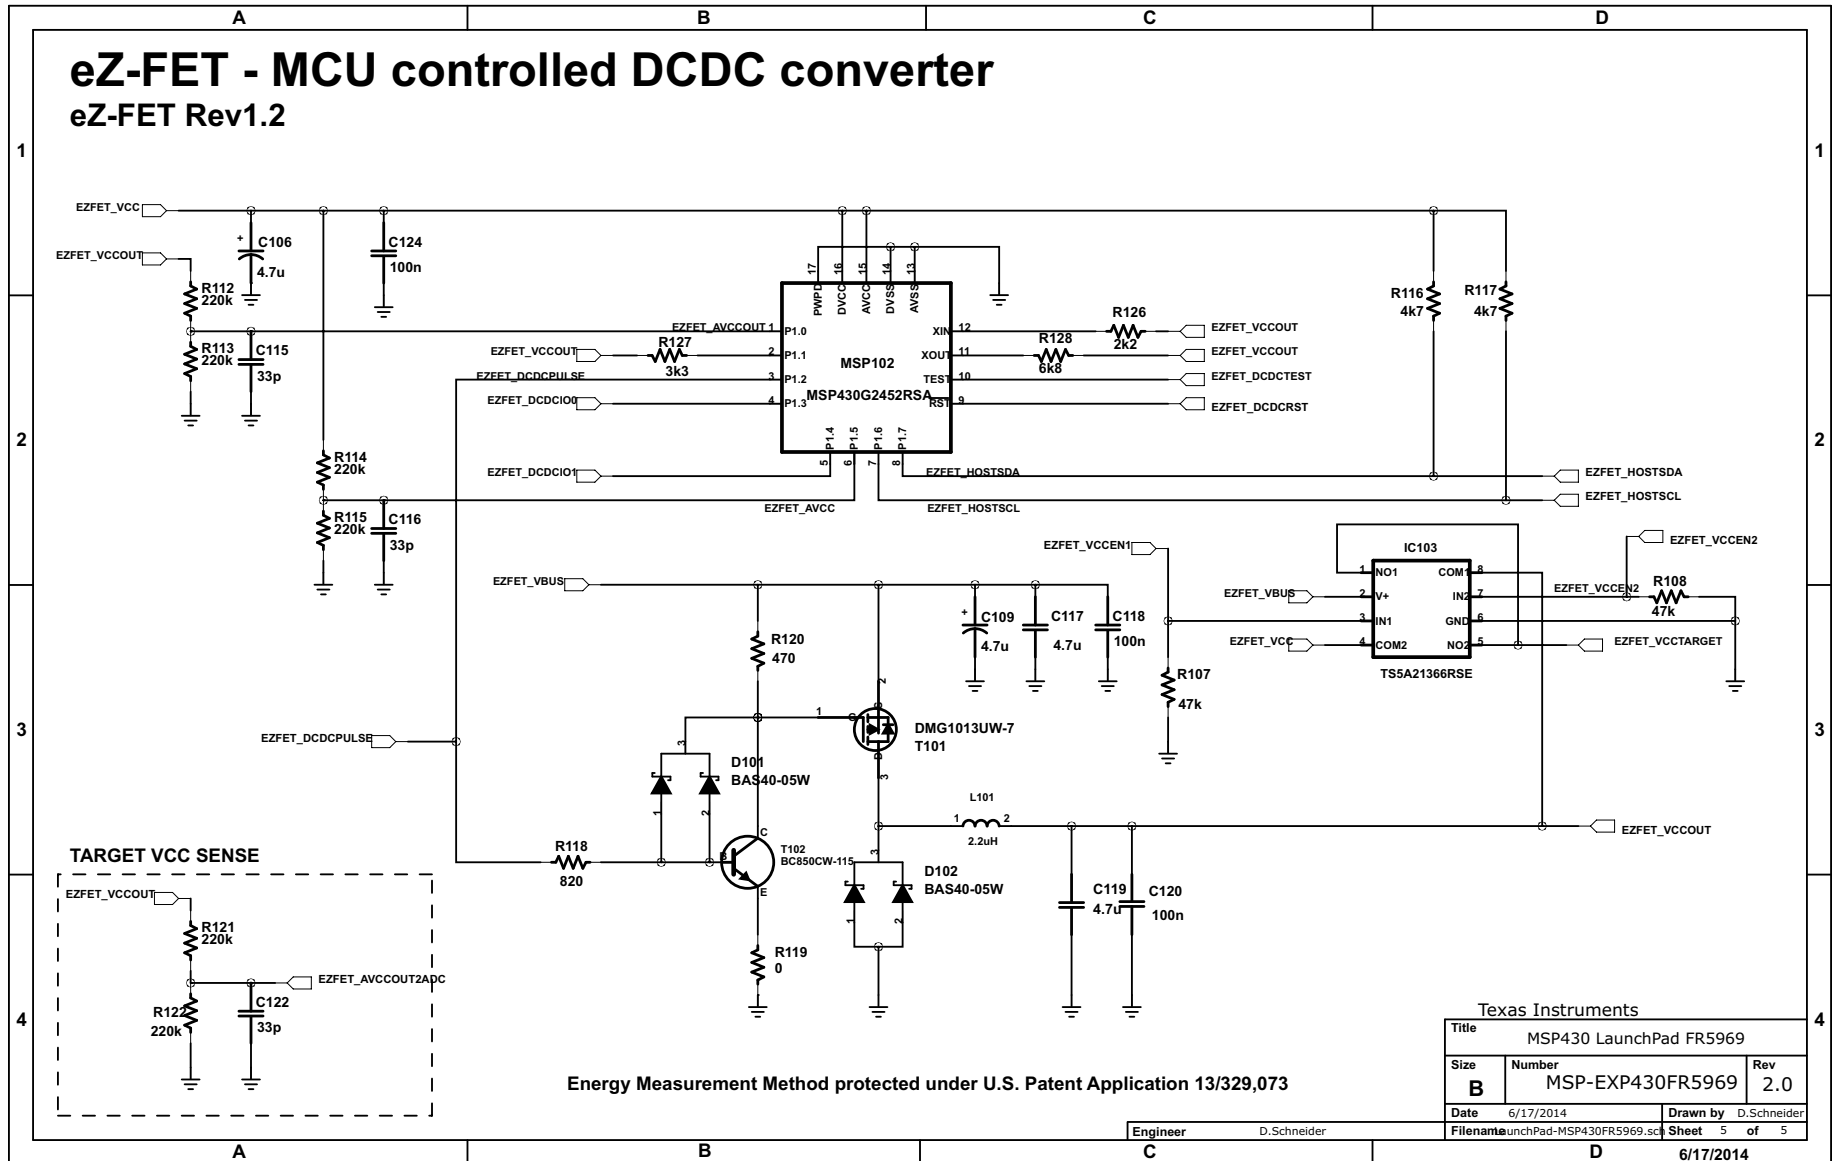 A B C D
eZ-FET - MCU controlled DCDC converter
eZ-FET Rev1.2
1 1
EZFET_VCC
EZFET_VCCOUT
+ C106
4.7u
C124
100n
R112
220k
R113
220k
C115
33p
17 16 15 14 13
PWPD DVCC AVCC DVSS AVSS
EZFET_AVCCOUT 1 P1.0
EZFET_VCCOUT R127 3k3 2 P1.1
EZFET_DCDCPULSE 3 P1.2
EZFET_DCDCIO0 4 P1.3
MSP102
MSP430G2452RSA
XIN 12 R126 2k2 EZFET_VCCOUT
XOUT 11 R128 6k8 EZFET_VCCOUT
TEST 10 EZFET_DCDCTEST
RST 9 EZFET_DCDCRST
P1.4 P1.5 P1.6 P1.7
5 6 7 8
R116
4k7
R117
4k7
2 2
R114
220k
EZFET_DCDCIO1
EZFET_HOSTSDA
EZFET_HOSTSDA
EZFET_HOSTSCL
EZFET_AVCC
EZFET_HOSTSCL
R115
220k
C116
33p
EZFET_VCCEN1
IC103
EZFET_VCCEN2
1 NO1 COM1 8
EZFET_VBUS 2 V+ IN2 7 EZFET_VCCEN2
3 IN1 GND 6
EZFET_VCC 4 COM2 NO2 5 EZFET_VCCTARGET
TS5A21366RSE
R108
47k
R107
47k
EZFET_VBUS
R120
470
+ C109
4.7u
C117
4.7u
C118
100n
3 3
2
S
1 G
DMG1013UW-7
T101
D
3
EZFET_DCDCPULSE
3
D101
BAS40-05W
1 2
L101
1 2
2.2uH
EZFET_VCCOUT
R118
820
B C E
T102
BC850CW-115
3
D102
BAS40-05W
1 2
C119
4.7u
C120
100n
R119
0
TARGET VCC SENSE
EZFET_VCCOUT
R121
220k
EZFET_AVCCOUT2ADC
R122
220k
C122
33p
4 4
Energy Measurement Method protected under U.S. Patent Application 13/329,073
Texas Instruments
Title MSP430 LaunchPad FR5969
Size B Number MSP-EXP430FR5969 Rev 2.0
Date 6/17/2014 Drawn by D.Schneider
Engineer D.Schneider Filename LaunchPad-MSP430FR5969.sch Sheet 5 of 5
A B C D 6/17/2014